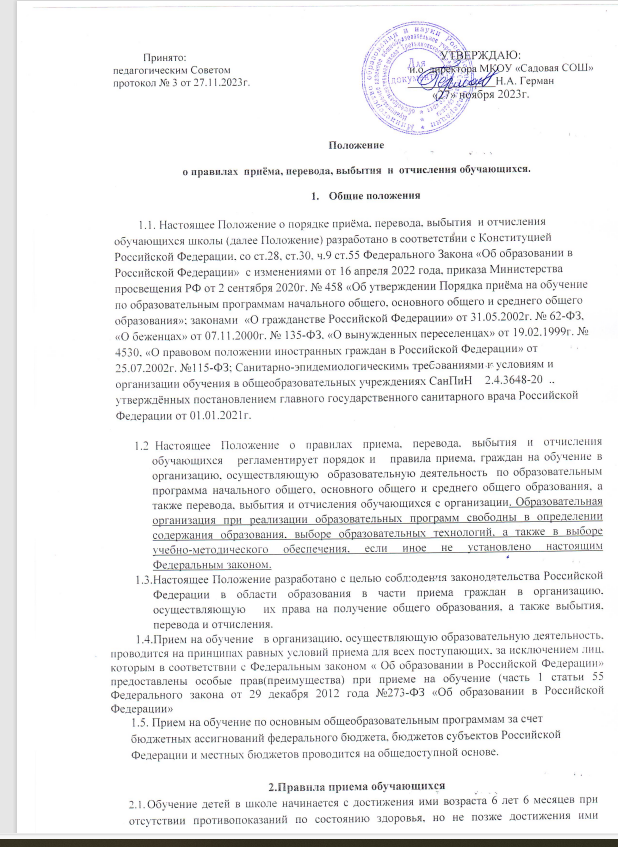 Принято:
педагогическим Советом
протокол № 3 от 27.11.2023г.
УТВЕРЖДАЮ:
и.о. директора МКОУ «Садовая СОШ»
Н.А. Герман
«27» ноября 2023г.
Для
документов
Положение
о правилах приёма, перевода, выбытия и отчисления обучающихся.
1. Общие положения
1.1. Настоящее Положение о порядке приёма, перевода, выбытия и отчисления
обучающихся школы (далее Положение) разработано в соответствии с Конституцией
Российской Федерации, со ст.28, ст.30, ч.9 ст.55 Федерального Закона «Об образовании в
Российской Федерации» с изменениями от 16 апреля 2022 года, приказа Министерства
просвещения РФ от 2 сентября 2020г. № 458 «Об утверждении Порядка приёма на обучение
по образовательным программам начального общего, основного общего и среднего общего
образования»; законами «О гражданстве Российской Федерации» от 31.05.2002г. № 62-ФЗ,
«О беженцах» от 07.11.2000г. № 135-ФЗ, «О вынужденных переселенцах» от 19.02.1999г. №
4530, «О правовом положении иностранных граждан в Российской Федерации» от
25.07.2002г. №115-ФЗ; Санитарно-эпидемиологическими требованиями к условиям и
организации обучения в общеобразовательных учреждениях СанПиН 2.4.3648-20 ..
утверждённых постановлением главного государственного санитарного врача Российской
Федерации от 01.01.2021г.
1.2 Настоящее Положение о правилах приема, перевода, выбытия и отчисления
обучающихся регламентирует порядок и правила приема, граждан на обучение в
организацию, осуществляющую образовательную деятельность по образовательным
программа начального общего, основного общего и среднего общего образования, а
также перевода, выбытия и отчисления обучающихся с организации. Образовательная
организация при реализации образовательных программ свободны в определении
содержания образования, выборе образовательных технологий, а также в выборе
учебно-методического обеспечения, если иное не установлено настоящим
Федеральным законом.
1.3.Настоящее Положение разработано с целью соблюдения законодательства Российской
Федерации в области образования в части приема граждан в организацию,
осуществляющую их права на получение общего образования, а также выбытия,
перевода и отчисления.
1.4.Прием на обучение в организацию, осуществляющую образовательную деятельность,
проводится на принципах равных условий приема для всех поступающих, за исключением лиц,
которым в соответствии с Федеральным законом « Об образовании в Российской Федерации»
предоставлены особые права(преимущества) при приеме на обучение (часть 1 статьи 55
Федерального закона от 29 декабря 2012 года №273-ФЗ «Об образовании в Российской
Федерации»
1.5. Прием на обучение по основным общеобразовательным программам за счет
бюджетных ассигнований федерального бюджета, бюджетов субъектов Российской
Федерации и местных бюджетов проводится на общедоступной основе.
2.Правила приема обучающихся
2.1.Обучение детей в школе начинается с достижения ими возраста 6 лет 6 месяцев при
отсутствии противопоказаний по состоянию здоровья, но не позже достижения ими